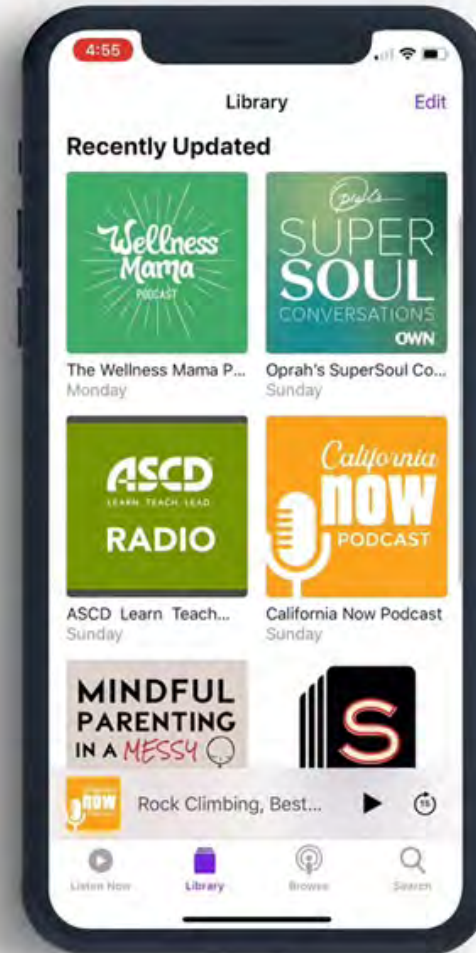 4:55
Library
Edit
Recently Updated
Wellness
Mama
PODCAST
Oprah's
SUPER
SOUL
CONVERSATIONS
OWN
The Wellness Mama P...
Monday
Oprah's SuperSoul Co...
Sunday
ASCD
LEARN. TEACH. LEAD.
RADIO
California
now
PODCAST
ASCD Learn Teach...
Sunday
California Now Podcast
Sunday
MINDFUL
PARENTING
IN A MESSY
S
California
now
Rock Climbing, Best...
15
Listen Now
Library
Browse
Search